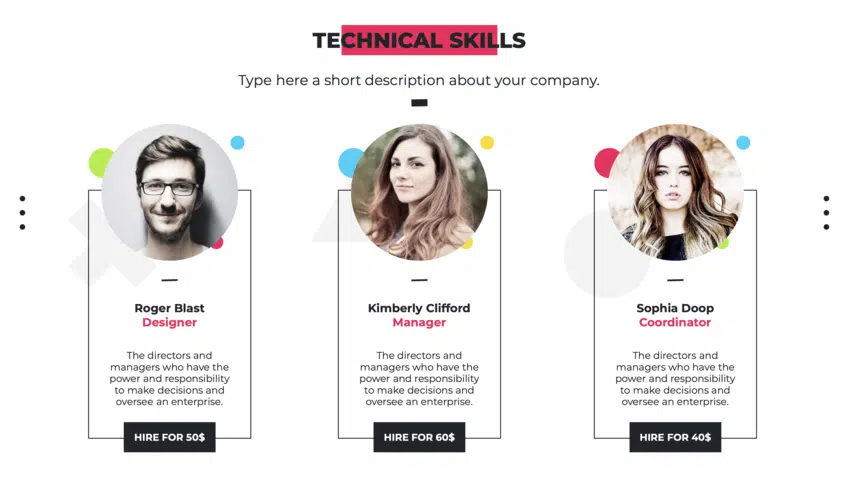 TECHNICAL SKILLS
Type here a short description about your company.
Roger Blast
Designer
The directors and
managers who have the
power and responsibility
to make decisions and
oversee an enterprise.
HIRE FOR 50$
Kimberly Clifford
Manager
The directors and
managers who have the
power and responsibility
to make decisions and
oversee an enterprise.
HIRE FOR 60$
Sophia Doop
Coordinator
The directors and
managers who have the
power and responsibility
to make decisions and
oversee an enterprise.
HIRE FOR 40$